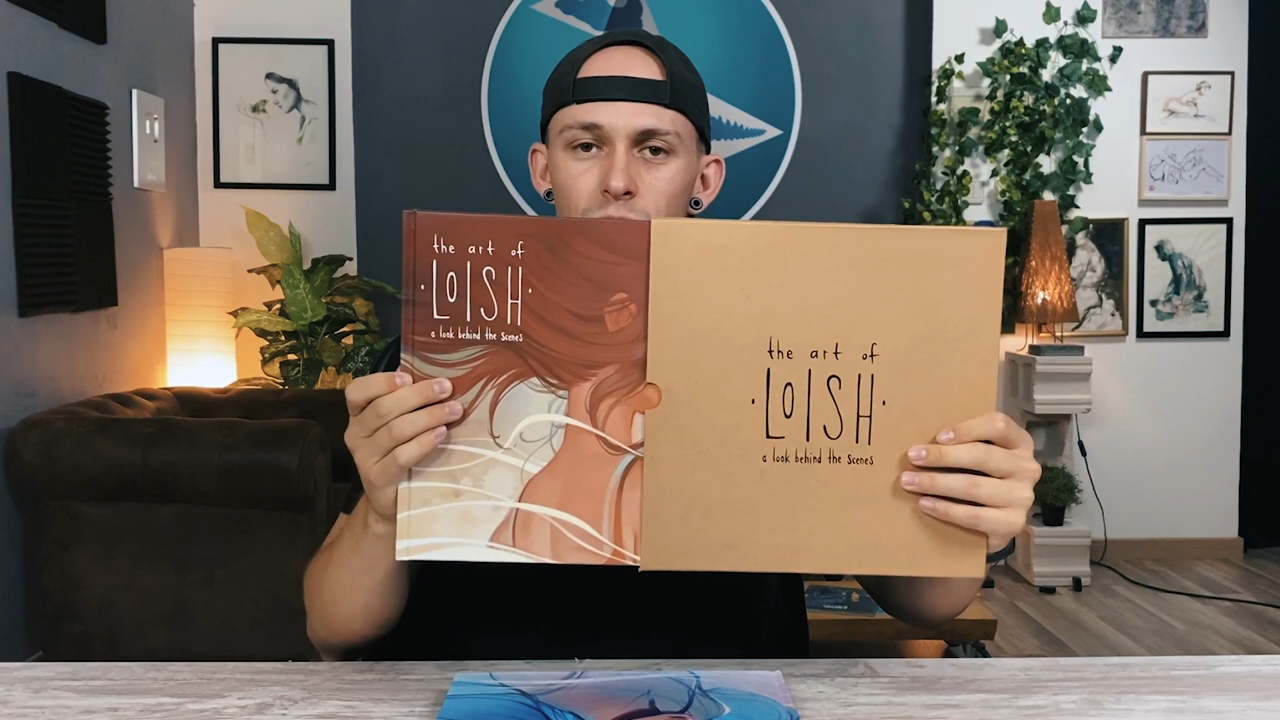 the art of
·LOISH·
a look behind the scenes
the art of
·LOISH·
a look behind the scenes